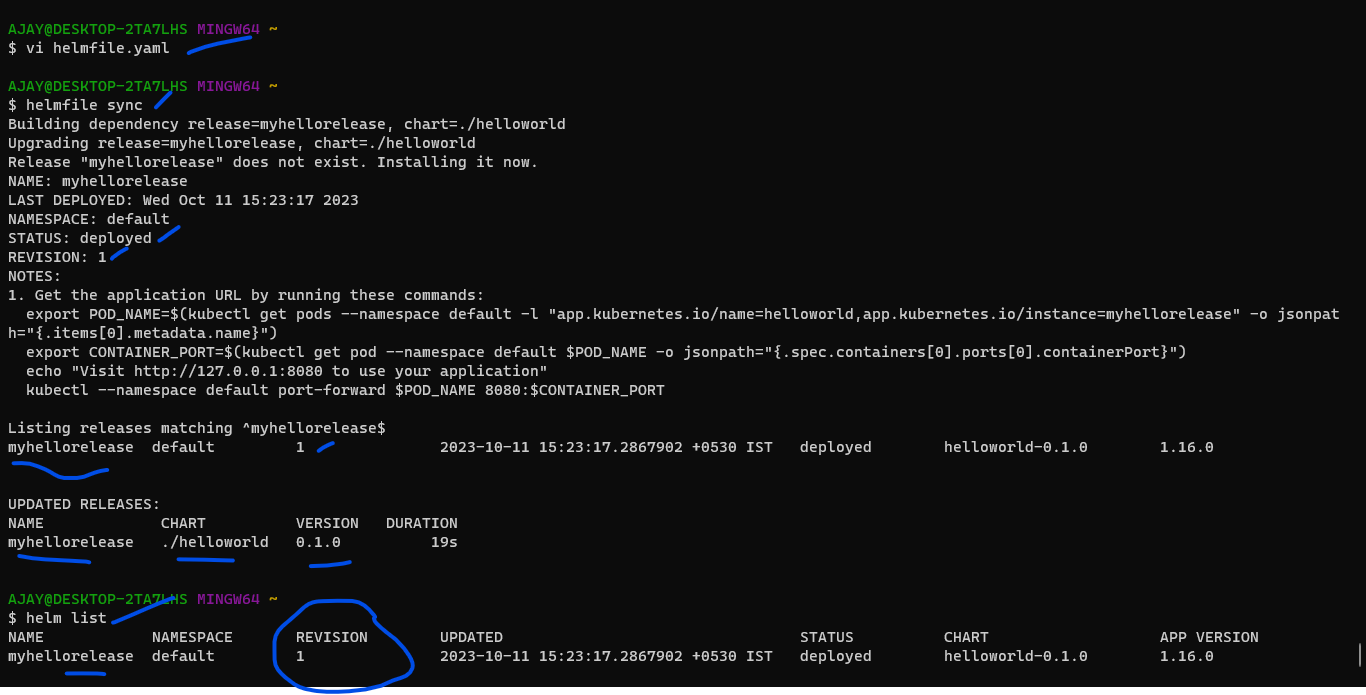 AJAY@DESKTOP-2TA7LHS MINGW64 ~
$ vi helmfile.yaml
AJAY@DESKTOP-2TA7LHS MINGW64 ~
$ helmfile sync
Building dependency release=myhellorelease, chart=./helloworld
Upgrading release=myhellorelease, chart=./helloworld
Release "myhellorelease" does not exist. Installing it now.
NAME: myhellorelease
LAST DEPLOYED: Wed Oct 11 15:23:17 2023
NAMESPACE: default
STATUS: deployed
REVISION: 1
NOTES:
1. Get the application URL by running these commands:
  export POD_NAME=$(kubectl get pods --namespace default -l "app.kubernetes.io/name=helloworld,app.kubernetes.io/instance=myhellorelease" -o jsonpat
h="{.items[0].metadata.name}")
  export CONTAINER_PORT=$(kubectl get pod --namespace default $POD_NAME -o jsonpath="{.spec.containers[0].ports[0].containerPort}")
  echo "Visit http://127.0.0.1:8080 to use your application"
  kubectl --namespace default port-forward $POD_NAME 8080:$CONTAINER_PORT
Listing releases matching ^myhellorelease$
myhellorelease  default         1               2023-10-11 15:23:17.2867902 +0530 IST   deployed        helloworld-0.1.0        1.16.0
UPDATED RELEASES:
NAME             CHART          VERSION   DURATION
myhellorelease   ./helloworld   0.1.0          19s
AJAY@DESKTOP-2TA7LHS MINGW64 ~
$ helm list
NAME            NAMESPACE       REVISION        UPDATED                                 STATUS          CHART                   APP VERSION
myhellorelease  default         1               2023-10-11 15:23:17.2867902 +0530 IST   deployed        helloworld-0.1.0        1.16.0